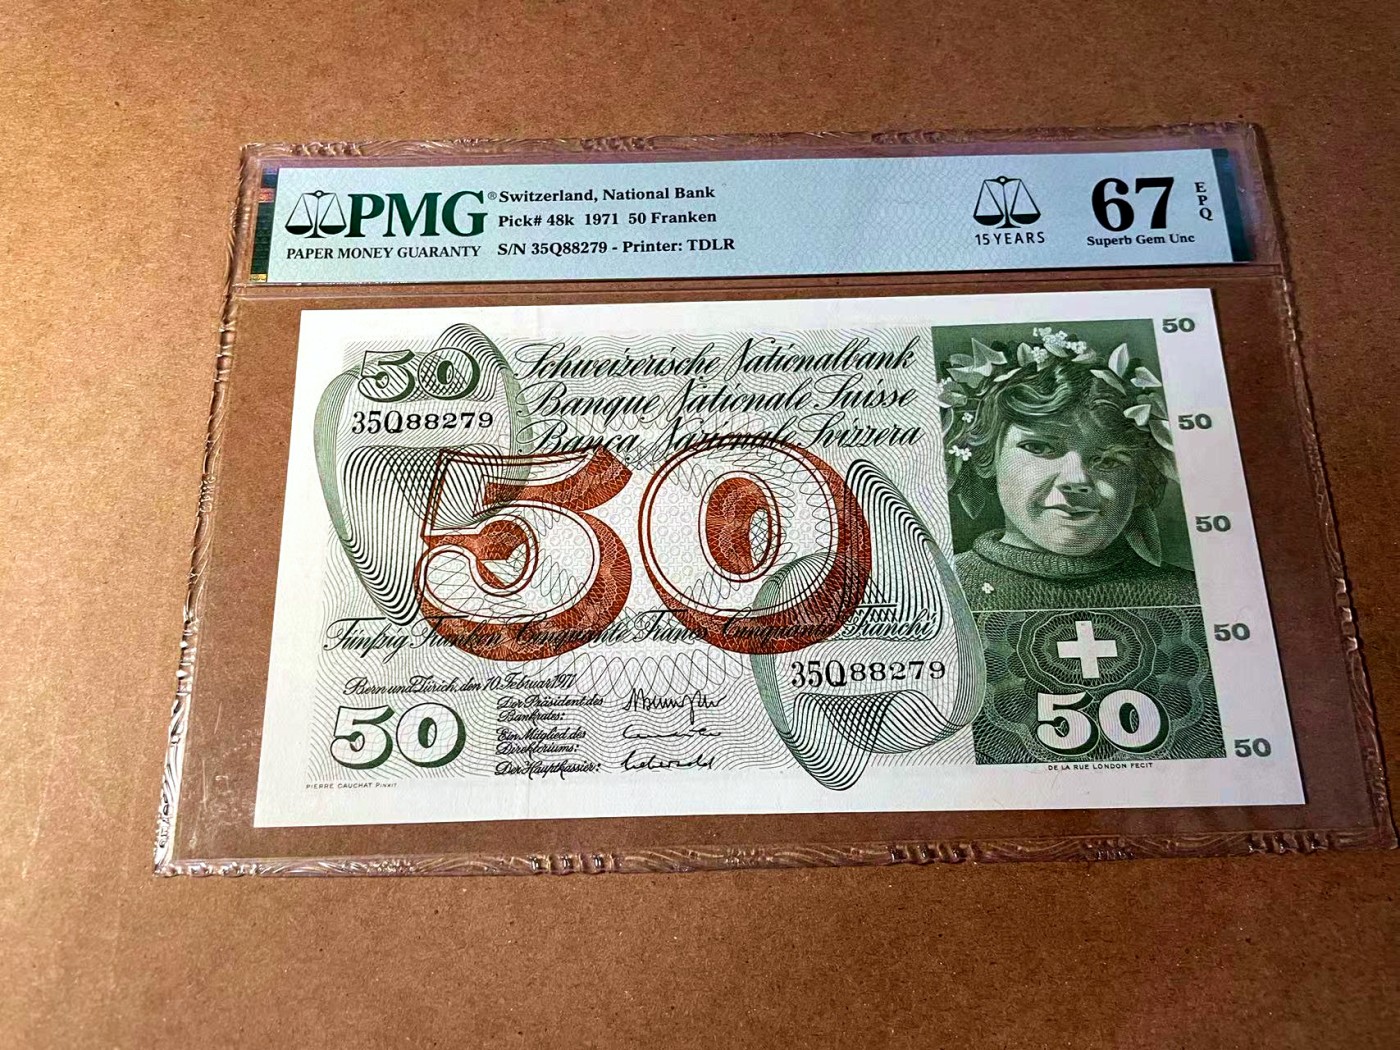 PMG®
PAPER MONEY GUARANTY
Switzerland, National Bank
Pick# 48k 1971 50 Franken
S/N 35Q88279 - Printer: TDLR
15 YEARS
67
EPQ
Superb Gem Unc
50
35Q88279
Schweizerische Nationalbank
Banque Nationale Suisse
Banca Nazionale Svizzera
50
Fünfzig Franken Cinquante Francs Cinquanta Franchi
35Q88279
Bern und Zürich, den 10. Februar 1971
Der Präsident des
Bankrates:
Ein Mitglied des
Direktoriums:
Der Hauptkassier:
50
PIERRE GAUCHAT PINXIT
50
50
50
50
50
50
DE LA RUE LONDON FECIT